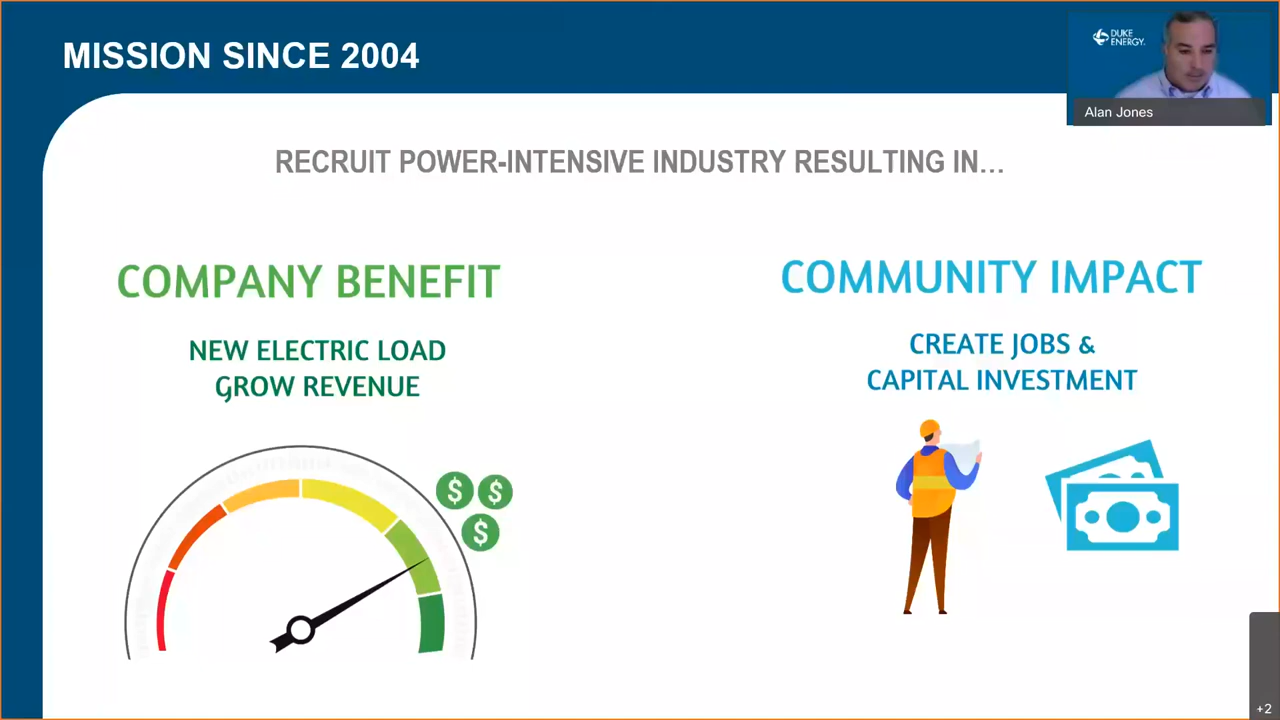 MISSION SINCE 2004
DUKE
ENERGY.
Alan Jones
RECRUIT POWER-INTENSIVE INDUSTRY RESULTING IN...
COMPANY BENEFIT
NEW ELECTRIC LOAD
GROW REVENUE
$ $
$
COMMUNITY IMPACT
CREATE JOBS &
CAPITAL INVESTMENT
+2